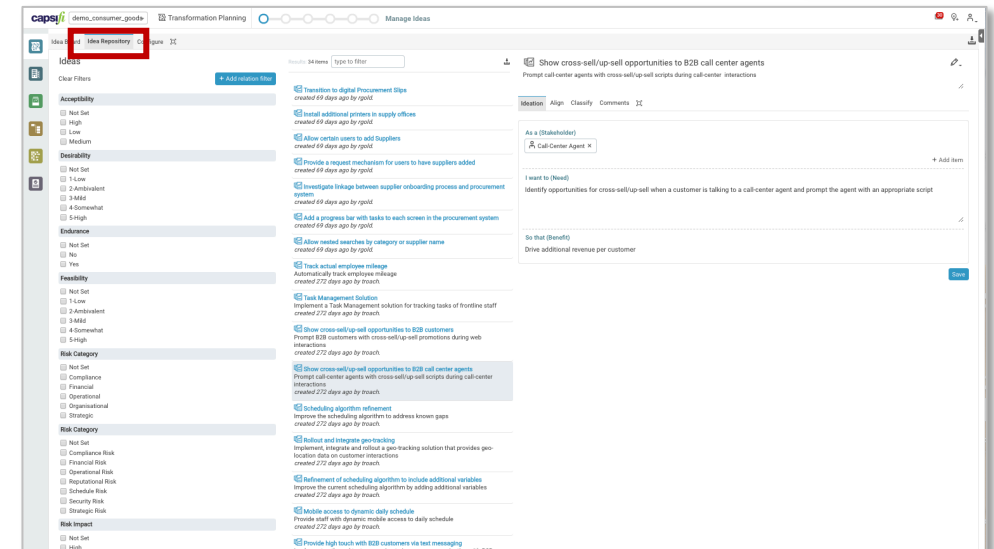 capsifi demo_consumer_goods Transformation Planning Manage Ideas
Idea Board Idea Repository Configure
Ideas
Clear Filters
+ Add relation filter
Acceptibility
Not Set
High
Low
Medium
Desirability
Not Set
1-Low
2-Ambivalent
3-Mild
4-Somewhat
5-High
Endurance
Not Set
No
Yes
Feasibility
Not Set
1-Low
2-Ambivalent
3-Mild
4-Somewhat
5-High
Risk Category
Not Set
Compliance
Financial
Operational
Organisational
Strategic
Risk Category
Not Set
Compliance Risk
Financial Risk
Operational Risk
Reputational Risk
Schedule Risk
Security Risk
Strategic Risk
Risk Impact
Not Set
High
Results: 34 items type to filter
Transition to digital Procurement Slips
created 69 days ago by rgold.
Install additional printers in supply offices
created 69 days ago by rgold.
Allow certain users to add Suppliers
created 69 days ago by rgold.
Provide a request mechanism for users to have suppliers added
created 69 days ago by rgold.
Investigate linkage between supplier onboarding process and procurement
system
created 69 days ago by rgold.
Add a progress bar with tasks to each screen in the procurement system
created 69 days ago by rgold.
Allow nested searches by category or supplier name
created 69 days ago by rgold.
Track actual employee mileage
Automatically track employee mileage
created 272 days ago by troach.
Task Management Solution
Implement a Task Management solution for tracking tasks of frontline staff
created 272 days ago by troach.
Show cross-sell/up-sell opportunities to B2B customers
Prompt B2B customers with cross-sell/up-sell promotions during web
interactions
created 272 days ago by troach.
Show cross-sell/up-sell opportunities to B2B call center agents
Prompt call-center agents with cross-sell/up-sell scripts during call-center
interactions
created 272 days ago by troach.
Scheduling algorithm refinement
Improve the scheduling algorithm to address known gaps
created 272 days ago by troach.
Rollout and integrate geo-tracking
Implement, integrate and rollout a geo-tracking solution that provides geo-
location data on customer interactions
created 272 days ago by troach.
Refinement of scheduling algorithm to include additional variables
Improve the current scheduling algorithm by adding additional variables
created 272 days ago by troach.
Mobile access to dynamic daily schedule
Provide staff with dynamic mobile access to daily schedule
created 272 days ago by troach.
Provide high touch with B2B customers via text messaging
Show cross-sell/up-sell opportunities to B2B call center agents
Prompt call-center agents with cross-sell/up-sell scripts during call-center interactions
Ideation Align Classify Comments
As a (Stakeholder)
Call-Center Agent ×
+ Add item
I want to (Need)
Identify opportunities for cross-sell/up-sell when a customer is talking to a call-center agent and prompt the agent with an appropriate script
So that (Benefit)
Drive additional revenue per customer
Save